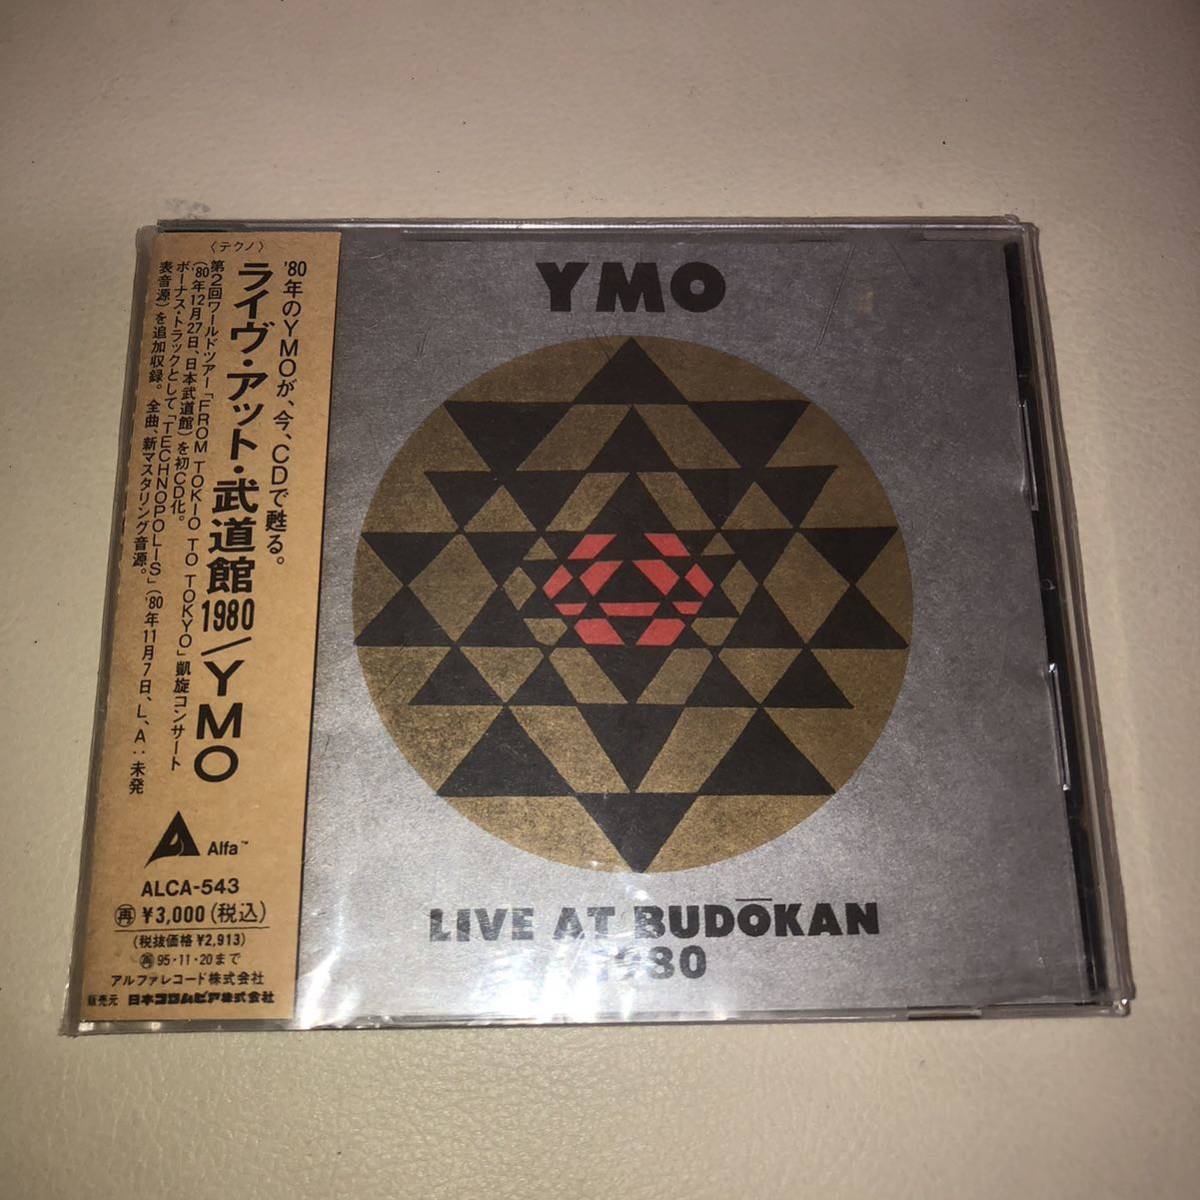 〈テクノ〉
'80年のYMOが、今、CDで甦る。
ライヴ・アット・武道館1980/YMO
第2回ワールドツアー「FROM TOKIO TO TOKYO」凱旋コンサート
('80年12月27日、日本武道館)を初CD化。
ボーナス・トラックとして「TECHNOPOLIS」('80年11月7日、L、A:未発
表音源)を追加収録。全曲、新マスタリング音源。
Alfa™
ALCA-543
再 ¥3,000(税込)
(税抜価格¥2,913)
再 95・11・20まで
アルファレコード株式会社
販売元 日本コロムビア株式会社
YMO
LIVE AT BUDŌKAN
1980